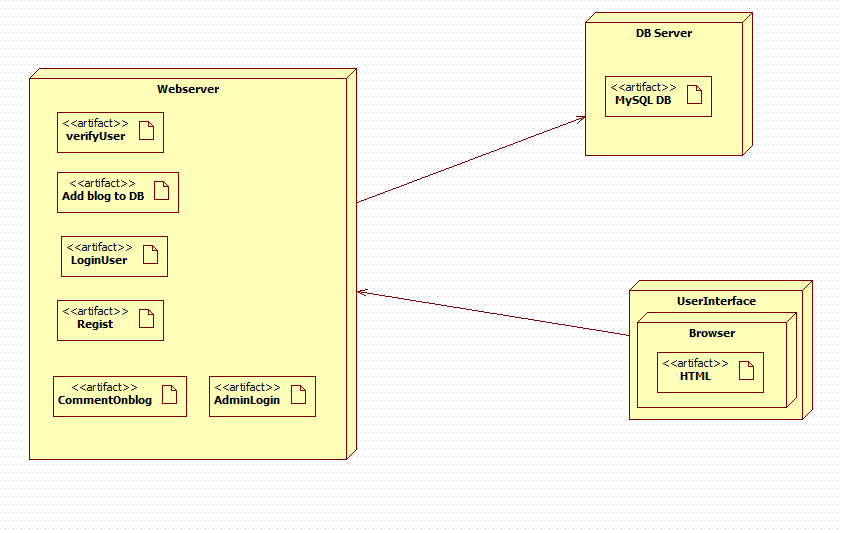 Webserver
<<artifact>>
verifyUser
<<artifact>>
Add blog to DB
<<artifact>>
LoginUser
<<artifact>>
Regist
<<artifact>>
CommentOnblog
<<artifact>>
AdminLogin
DB Server
<<artifact>>
MySQL DB
UserInterface
Browser
<<artifact>>
HTML